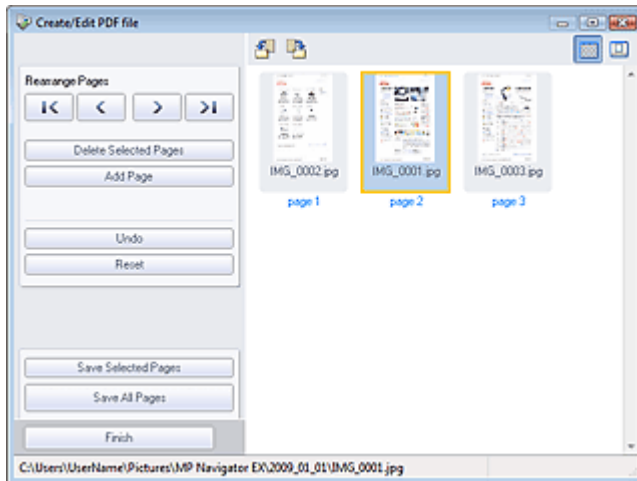 Create/Edit PDF file
Rearrange Pages
Delete Selected Pages
Add Page
Undo
Reset
Save Selected Pages
Save All Pages
Finish
IMG_0002.jpg
IMG_0001.jpg
IMG_0003.jpg
page 1
page 2
page 3
C:\Users\UserName\Pictures\MP Navigator EX\2009_01_01\IMG_0001.jpg